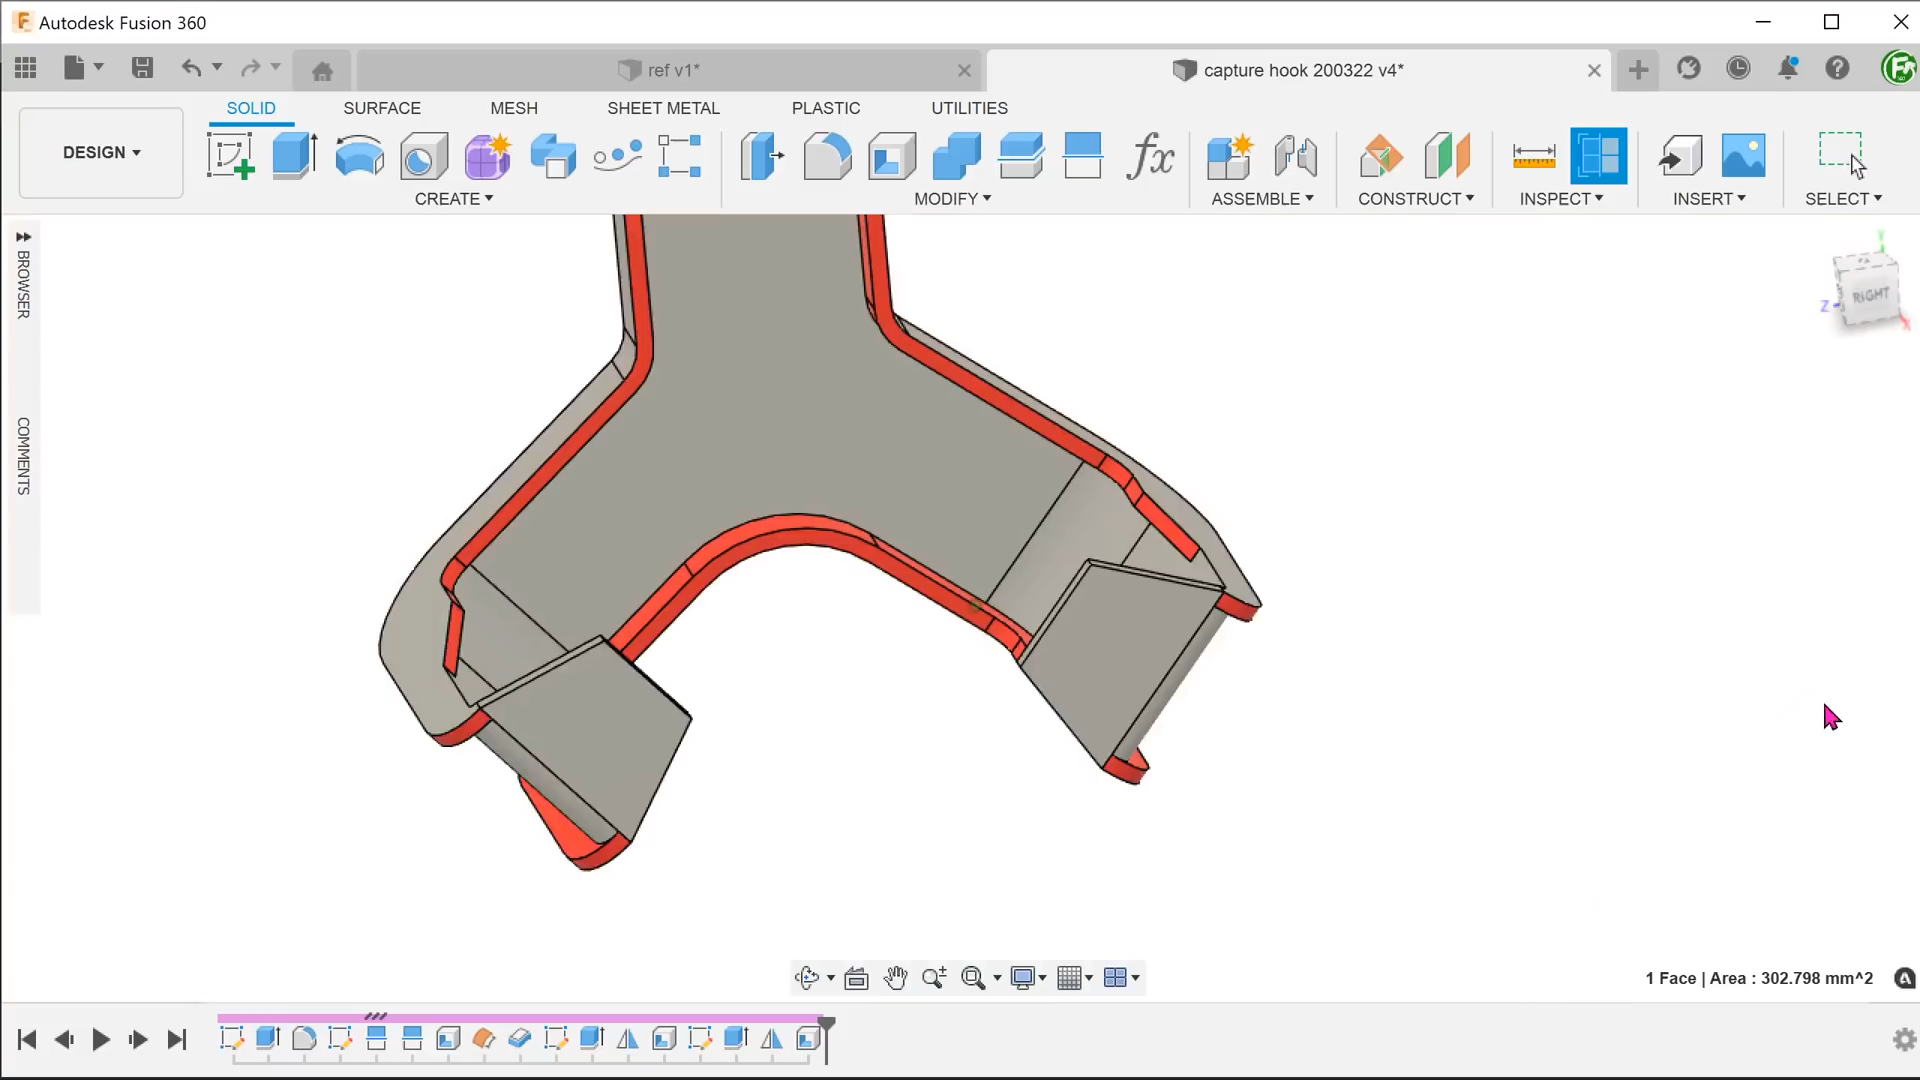 Autodesk Fusion 360
ref v1*
capture hook 200322 v4*
DESIGN
SOLID
SURFACE
MESH
SHEET METAL
PLASTIC
UTILITIES
CREATE
MODIFY
ASSEMBLE
CONSTRUCT
INSPECT
INSERT
SELECT
BROWSER
COMMENTS
Y
RIGHT
Z
X
1 Face | Area : 302.798 mm^2